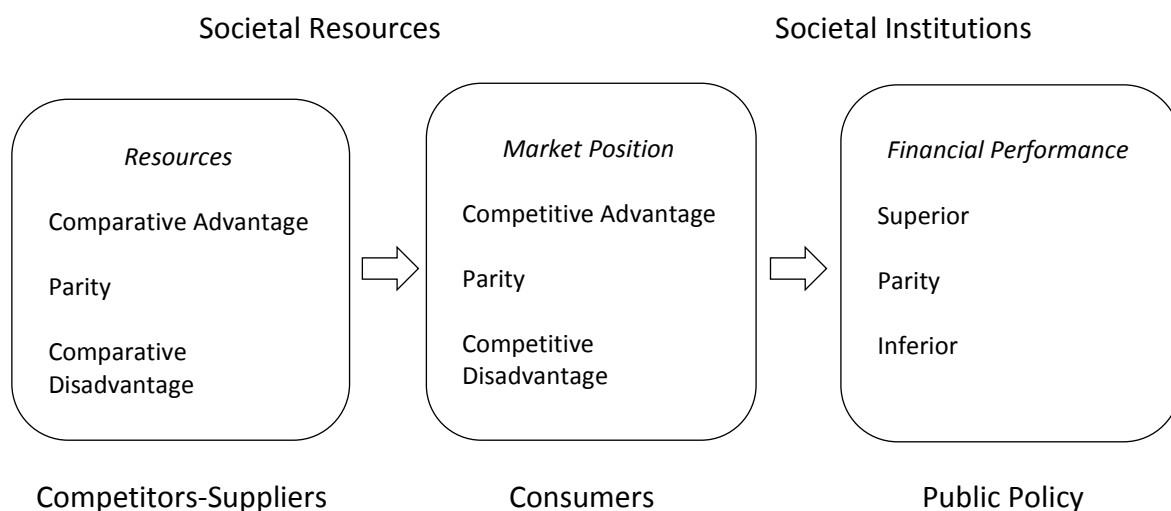 Societal Resources
Societal Institutions
Resources
Comparative Advantage
Parity
Comparative
Disadvantage
Market Position
Competitive Advantage
Parity
Competitive
Disadvantage
Financial Performance
Superior
Parity
Inferior
Competitors-Suppliers
Consumers
Public Policy